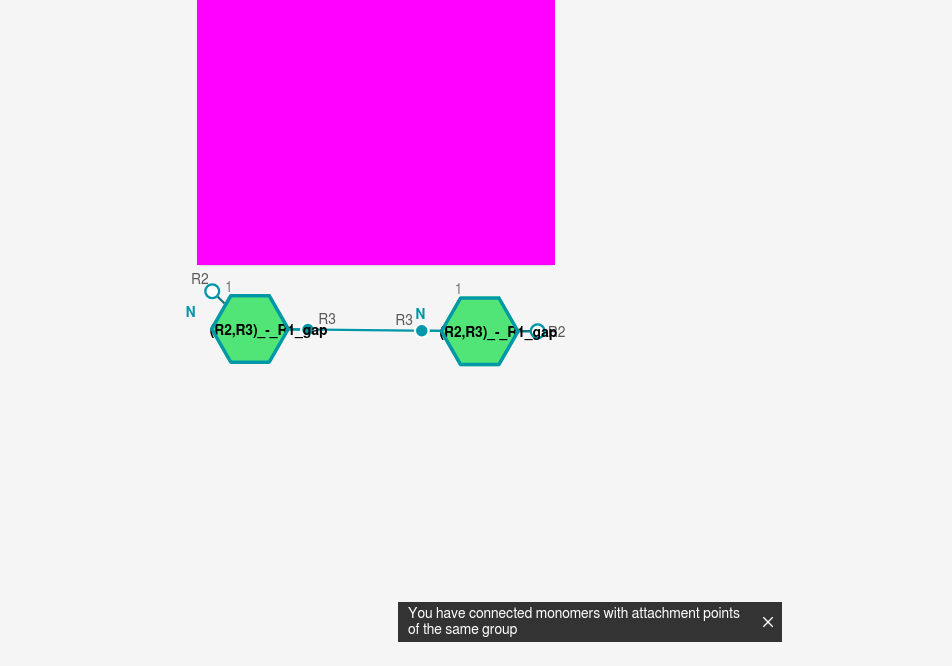 R2
1
N
(R2,R3)_-_R1_gap
R3
R3
N
1
(R2,R3)_-_R1_gap
R2
You have connected monomers with attachment points
of the same group